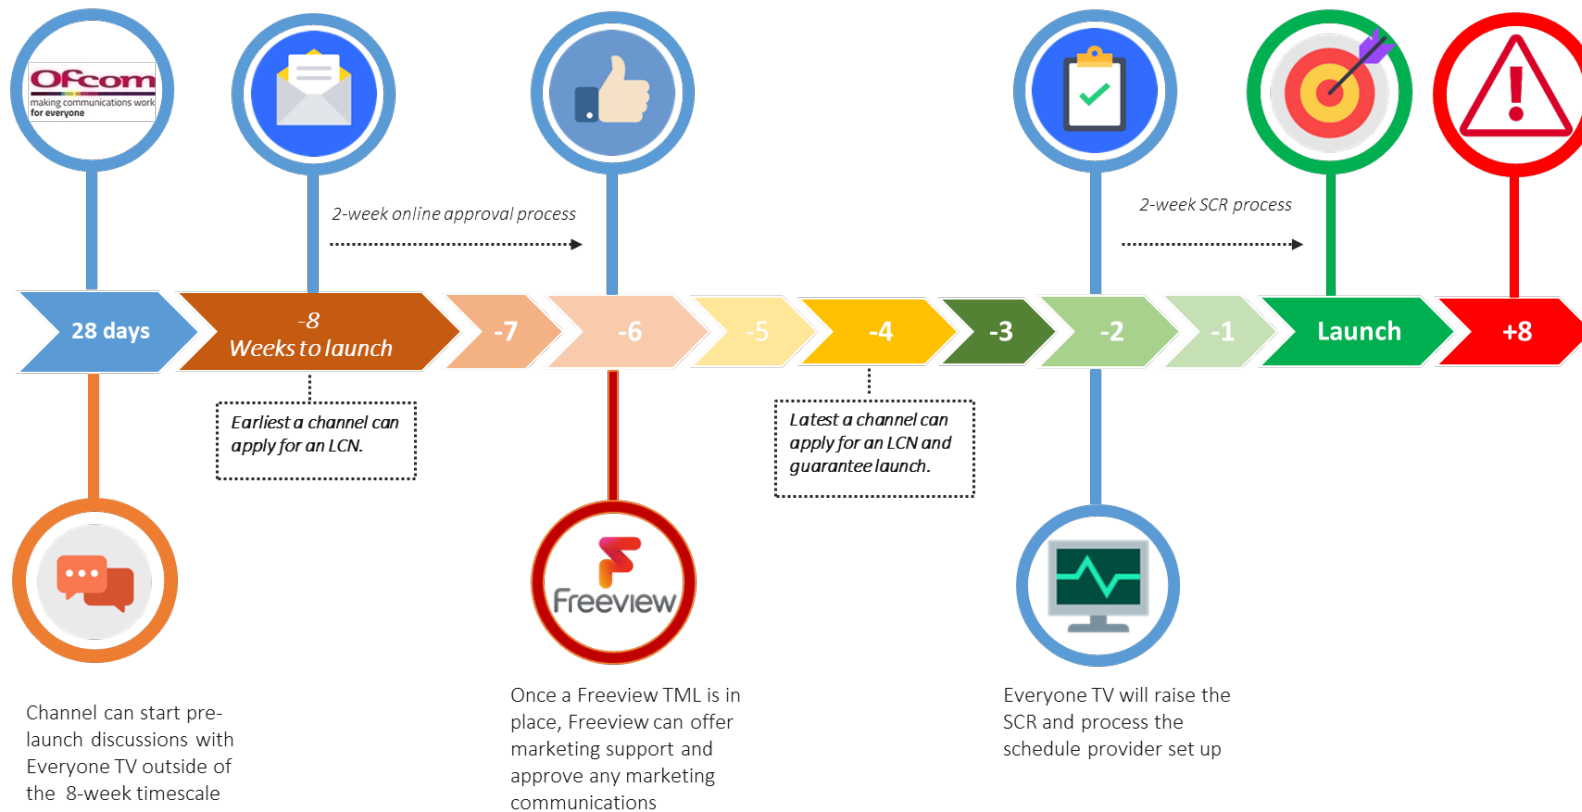 Ofcom
making communications work
for everyone
2-week online approval process
2-week SCR process
28 days
-8
Weeks to launch
-7
-6
-5
-4
-3
-2
-1
Launch
+8
Earliest a channel can
apply for an LCN.
Latest a channel can
apply for an LCN and
guarantee launch.
Freeview
Channel can start pre-
launch discussions with
Everyone TV outside of
the 8-week timescale
Once a Freeview TML is in
place, Freeview can offer
marketing support and
approve any marketing
communications
Everyone TV will raise the
SCR and process the
schedule provider set up